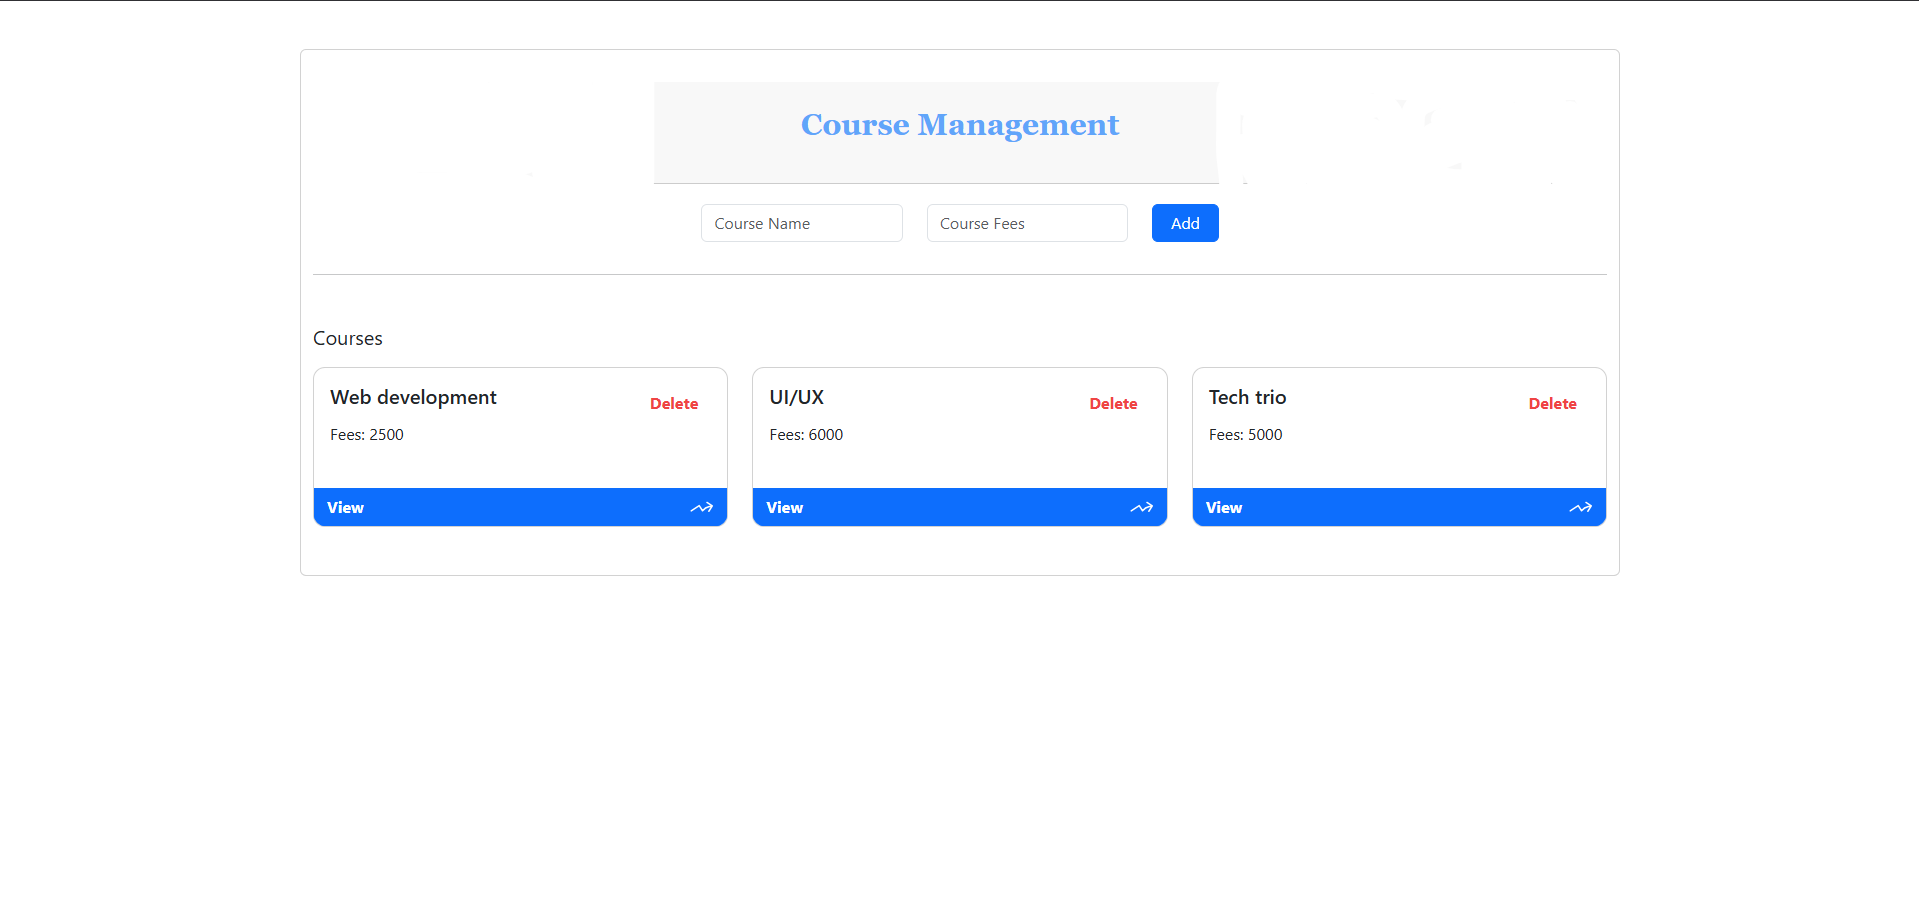 Course Management
Course Name Course Fees Add
Courses
Web development Delete
Fees: 2500
View
UI/UX Delete
Fees: 6000
View
Tech trio Delete
Fees: 5000
View